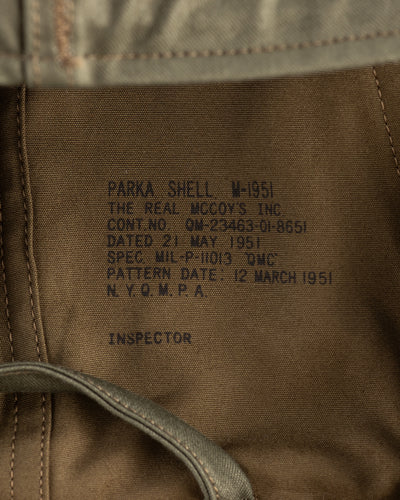 PARKA SHELL, M-1951
THE REAL McCOY'S INC.
CONT. NO. QM-23463-01-8651
DATED 21 MAY 1951
SPEC. MIL-P-11013 "QMC"
PATTERN DATE: 12 MARCH 1951
N. Y. Q. M. P. A.
INSPECTOR